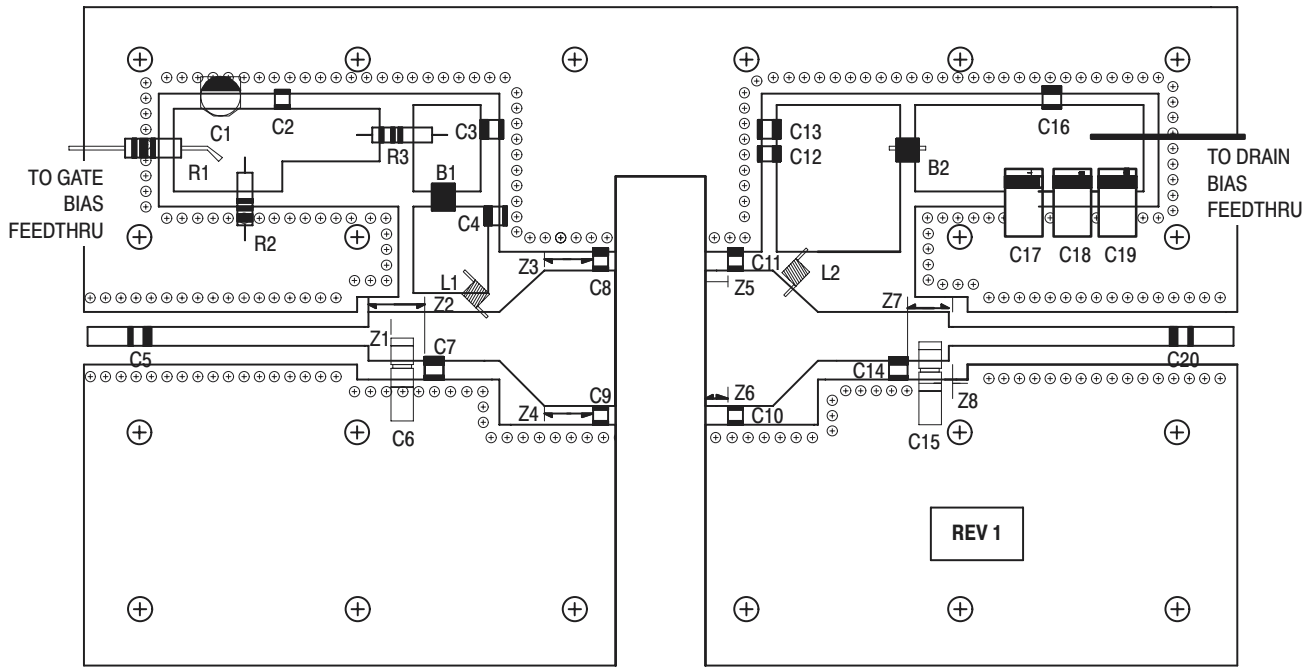 C1
C2
C3
R3
C13
C12
C16
R1
B1
B2
TO GATE
BIAS
FEEDTHRU
TO DRAIN
BIAS
FEEDTHRU
C4
R2
C17
C18
C19
Z3
C8
C11
L2
L1
Z2
Z5
Z7
Z1
C5
C7
C14
C20
C9
Z4
Z6
C10
Z8
C6
C15
REV 1